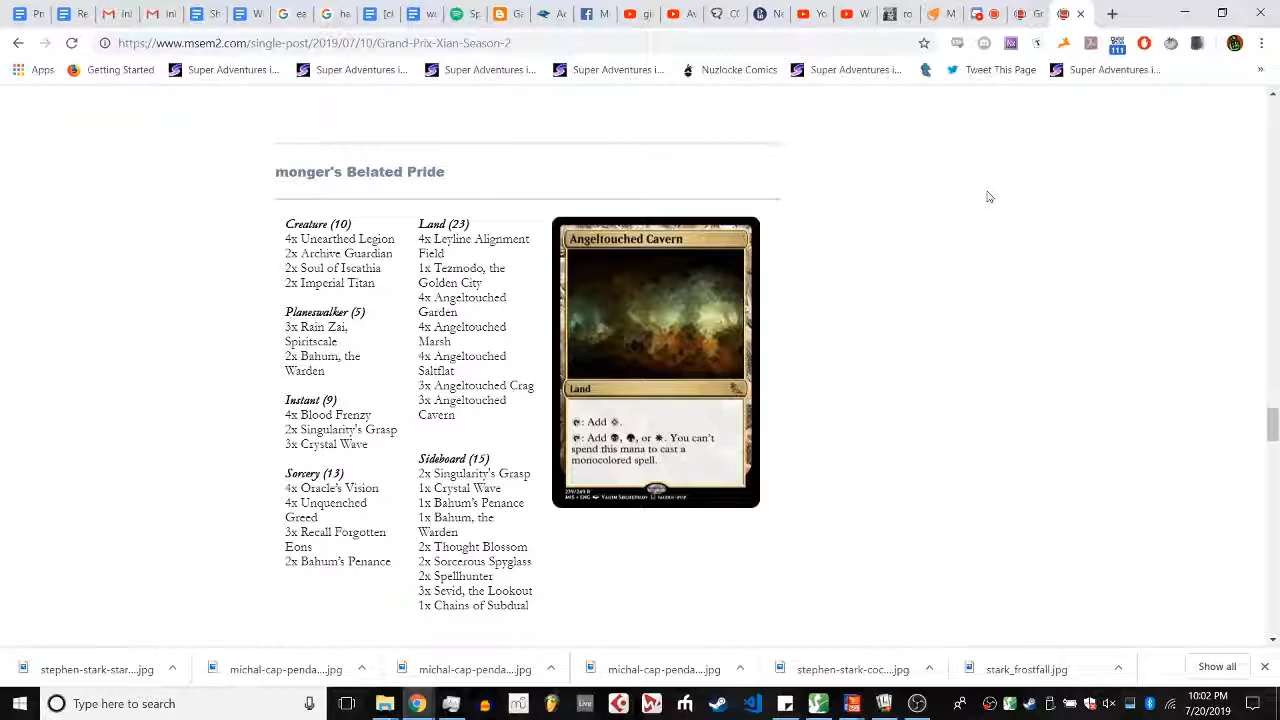 https://www.msem2.com/single-post/2019/07/10/Grand-Prix-Xian-Season-2
111
Apps
Getting Started
Super Adventures i...
Super Adventures i...
Super Adventures i...
Super Adventures i...
Nuzlocke Comics
Super Adventures i...
Tweet This Page
Super Adventures i...
»
monger's Belated Pride
Creature (10)
4x Unearthed Legion
2x Archive Guardian
2x Soul of Iscathia
2x Imperial Titan
Planeswalker (5)
3x Rain Zai,
Spiritscale
2x Bahum, the
Warden
Instant (9)
4x Blood Frenzy
2x Singularity's Grasp
3x Crystal Wave
Sorcery (13)
4x Oracle's Vision
4x Unquenched
Greed
3x Recall Forgotten
Eons
2x Bahum's Penance
Land (23)
4x Leyline Alignment
Field
1x Tezmodo, the
Golden City
4x Angeltouched
Garden
4x Angeltouched
Marsh
4x Angeltouched
Saltflat
3x Angeltouched Crag
3x Angeltouched
Cavern
Sideboard (15)
2x Singularity's Grasp
1x Crystal Wave
1x Bahum's Penance
1x Bahum, the
Warden
2x Thought Blossom
2x Sorcerous Spyglass
2x Spellhunter
3x Sevid, the Lookout
1x Chains of Subdual
Angeltouched Cavern
Land
: Add .
: Add , , or . You can't
spend this mana to cast a
monocolored spell.
stephen-stark-star....jpg
michal-cap-penda....jpg
michal-cap-penda....jpg
michal-cap-penda....jpg
stephen-stark-coc....jpg
stark_frostfall.jpg
Show all
Type here to search
Live
10:02 PM
7/20/2019